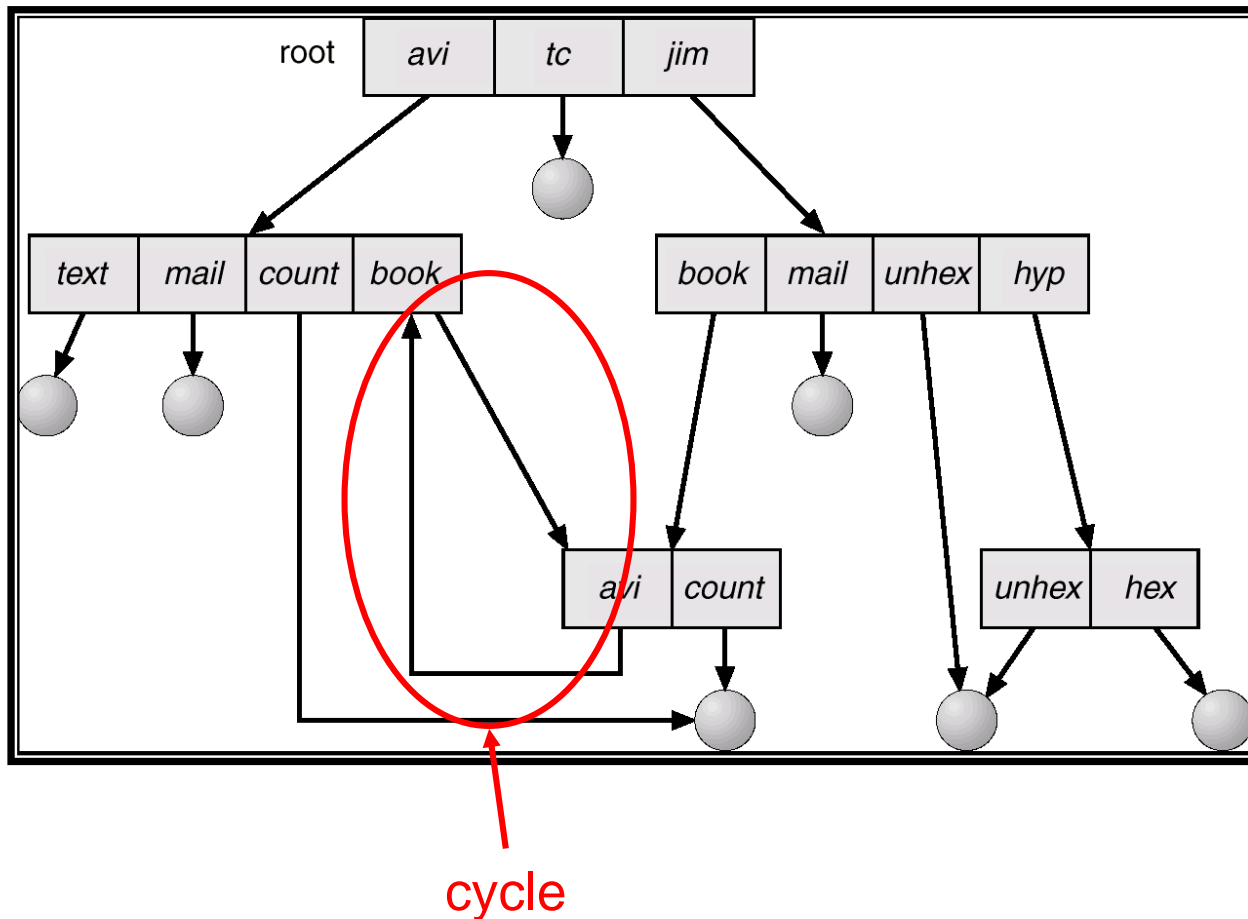 root avi tc jim
text mail count book book mail unhex hyp
avi count unhex hex
cycle